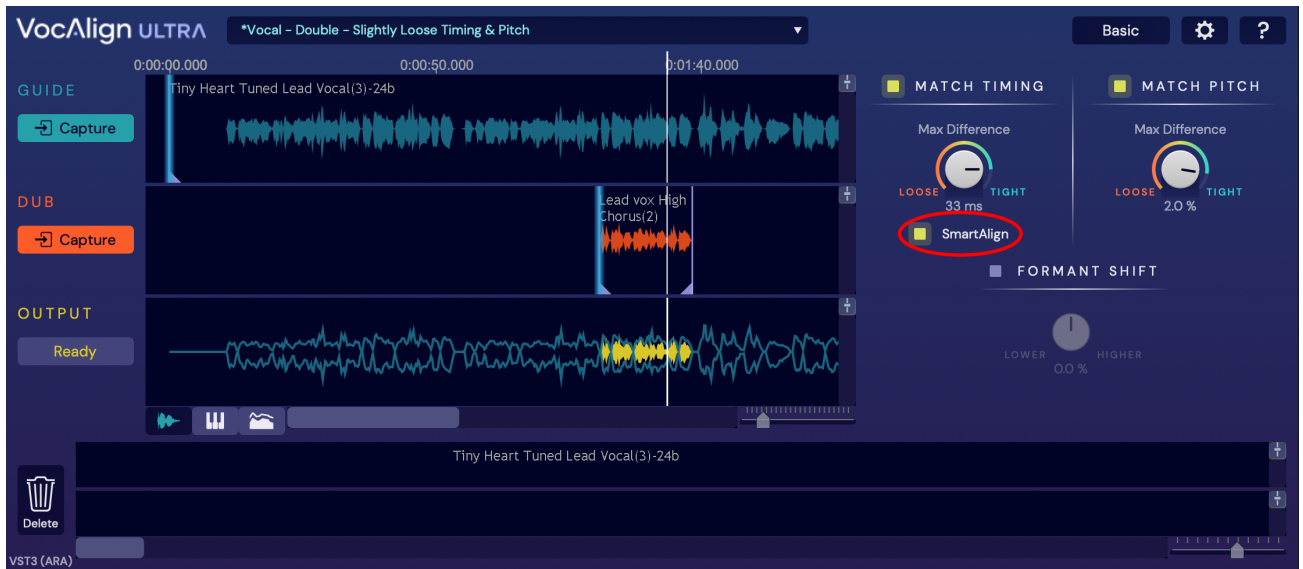 VocAlign ULTRA
*Vocal - Double - Slightly Loose Timing & Pitch
Basic
?
0:00:00.000
0:00:50.000
0:01:40.000
GUIDE
Capture
Tiny Heart Tuned Lead Vocal(3)-24b
MATCH TIMING
MATCH PITCH
Max Difference
Max Difference
LOOSE
TIGHT
33 ms
LOOSE
TIGHT
2.0 %
SmartAlign
DUB
Capture
Lead vox High
Chorus(2)
FORMANT SHIFT
LOWER
HIGHER
0.0 %
OUTPUT
Ready
Tiny Heart Tuned Lead Vocal(3)-24b
Delete
VST3 (ARA)